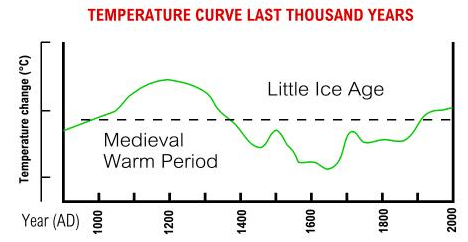 TEMPERATURE CURVE LAST THOUSAND YEARS
Temperature change (°C)
Little Ice Age
Medieval
Warm Period
Year (AD)
1000
1200
1400
1600
1800
2000